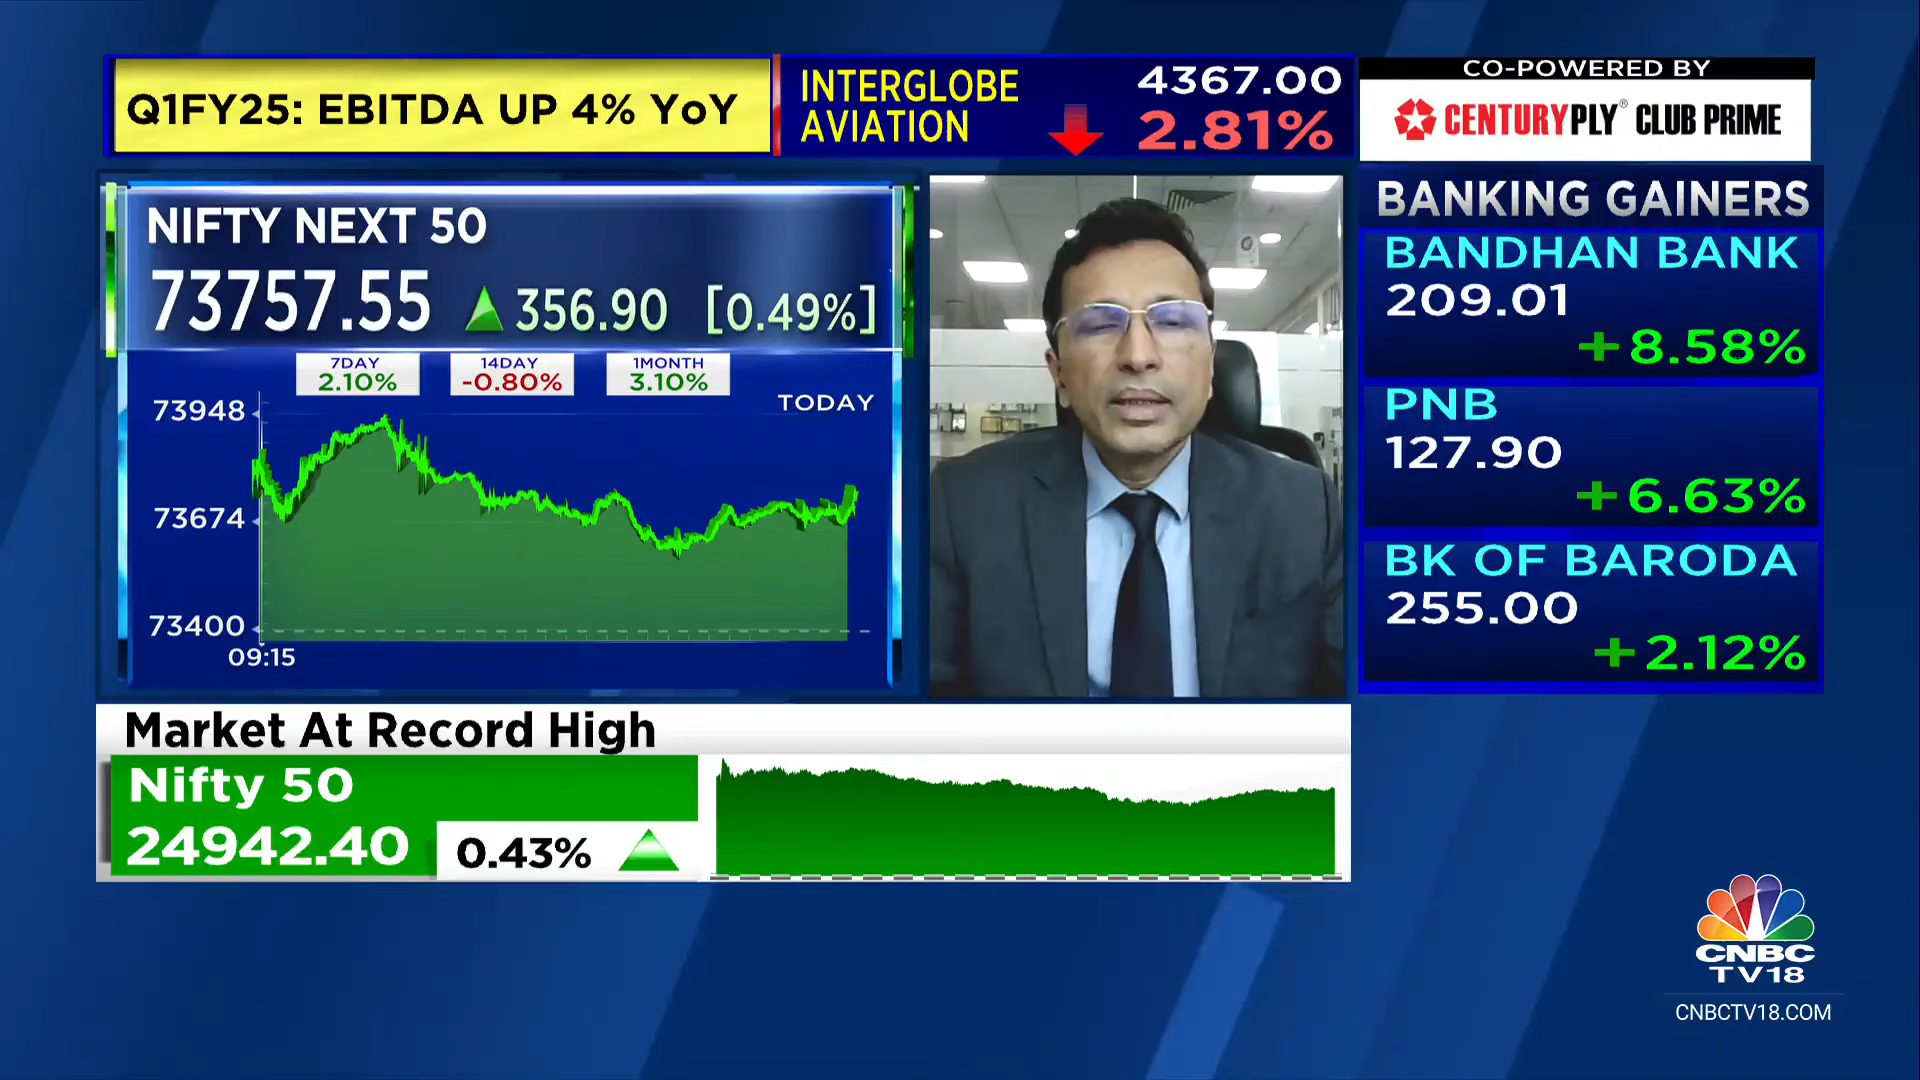 Q1FY25: EBITDA UP 4% YoY
INTERGLOBE
AVIATION
4367.00
2.81%
CO-POWERED BY
CENTURYPLY® CLUB PRIME
NIFTY NEXT 50
73757.55 356.90 [0.49%]
7DAY
2.10%
14DAY
-0.80%
1MONTH
3.10%
TODAY
73948
73674
73400
09:15
BANKING GAINERS
BANDHAN BANK
209.01
+8.58%
PNB
127.90
+6.63%
BK OF BARODA
255.00
+2.12%
Market At Record High
Nifty 50
24942.40
0.43%
CNBC
TV18
CNBCTV18.COM